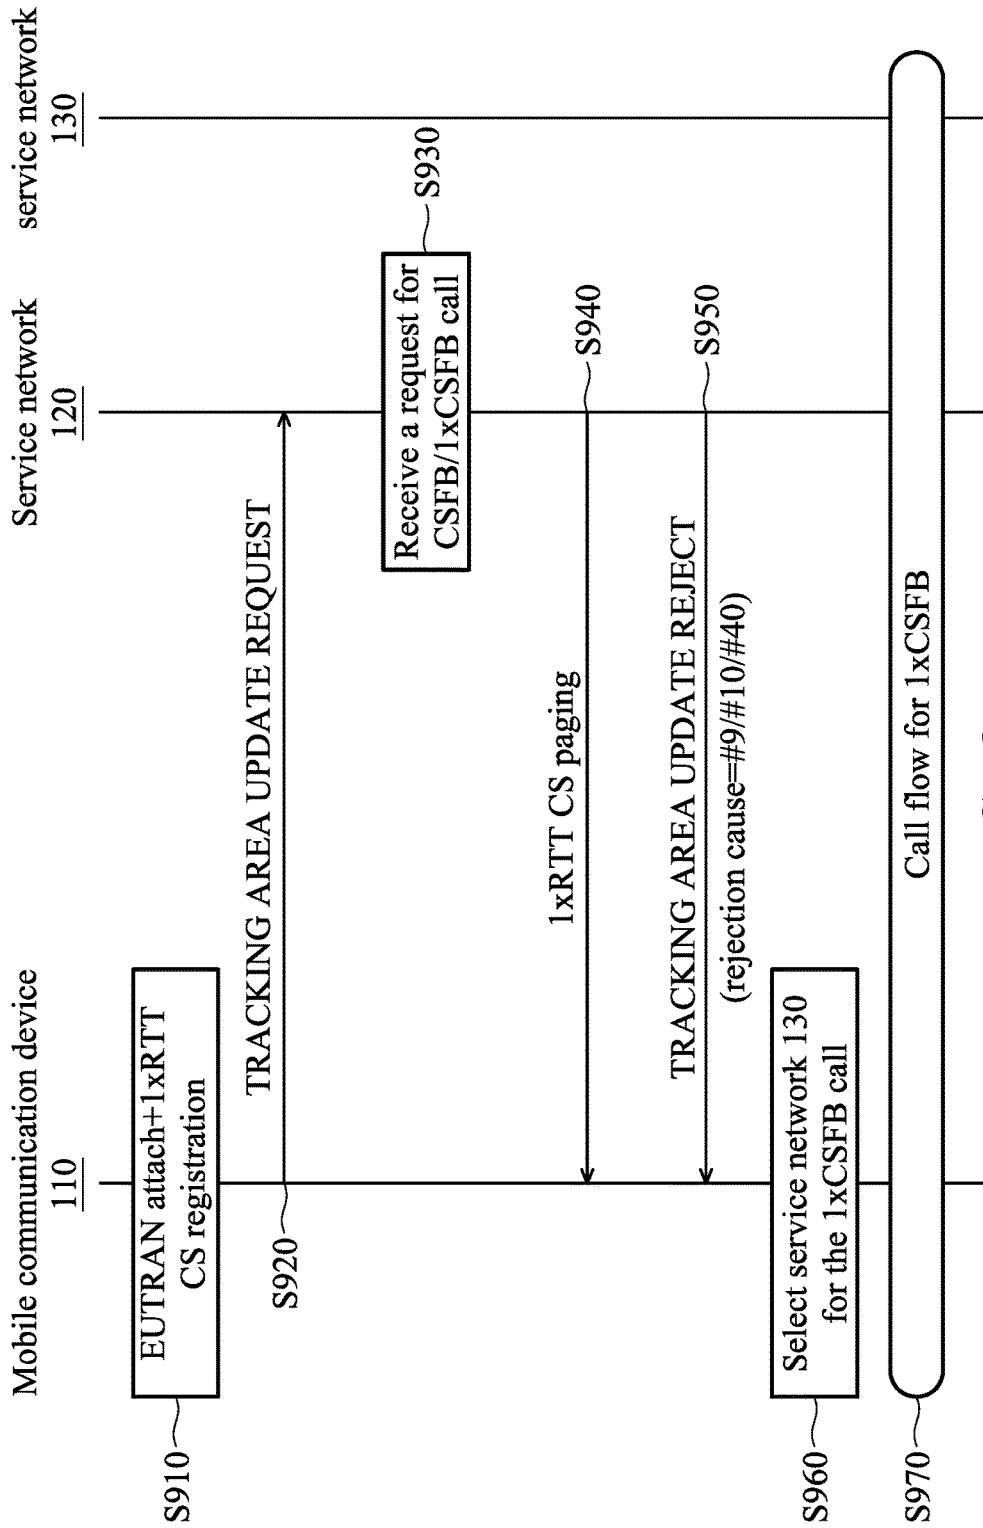 Mobile communication device
110
Service network
120
service network
130
EUTRAN attach+1xRTT
CS registration
S910
TRACKING AREA UPDATE REQUEST
S920
Receive a request for
CSFB/1xCSFB call
S930
1xRTT CS paging
S940
TRACKING AREA UPDATE REJECT
(rejection cause=#9/#10/#40)
S950
Select service network 130
for the 1xCSFB call
S960
Call flow for 1xCSFB
S970